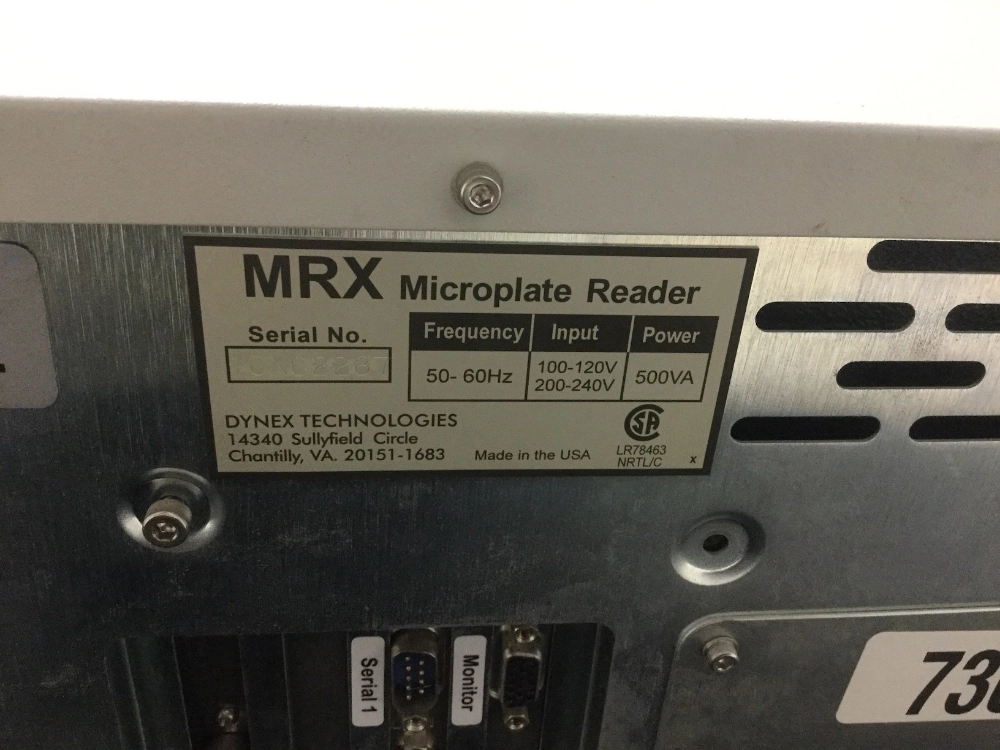 MRX Microplate Reader
Serial No.
Frequency Input Power
50- 60Hz 100-120V 200-240V 500VA
DYNEX TECHNOLOGIES
14340 Sullyfield Circle
Chantilly, VA. 20151-1683
Made in the USA
SA
LR78463
NRTL/C x
Serial 1
Monitor